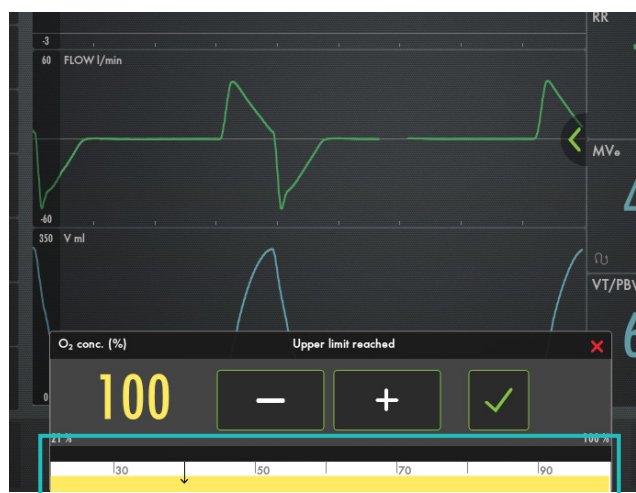 RR
-3
60 FLOW l/min
MVe
-60
350 V ml
VT/PBW
O₂ conc. (%) Upper limit reached
0
100
21 % 100 %
30 50 70 90